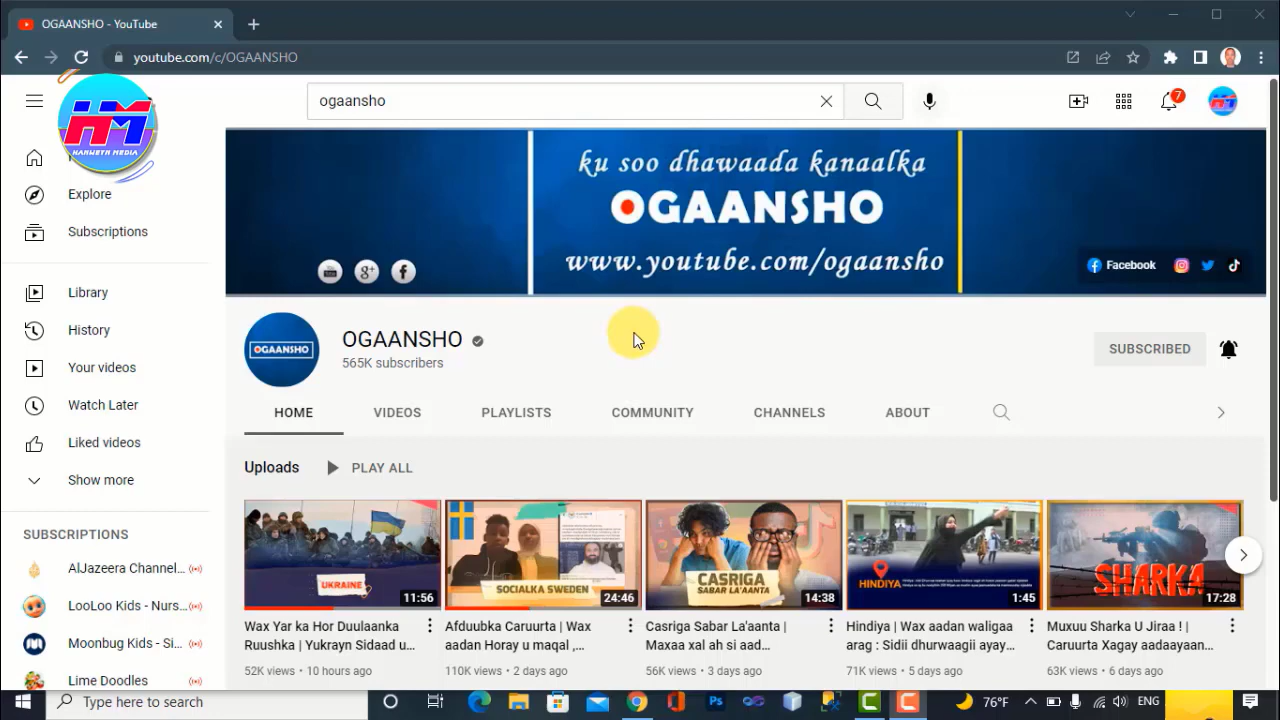 OGAANSHO - YouTube
youtube.com/c/OGAANSHO
HM
HANWEYN MEDIA
ogaansho
7
HM
Explore
Subscriptions
Library
History
Your videos
Watch Later
Liked videos
Show more
SUBSCRIPTIONS
AlJazeera Channel...
LooLoo Kids - Nurs...
Moonbug Kids - Si...
Lime Doodles
ku soo dhawaada kanaalka
OGAANSHO
www.youtube.com/ogaansho
You
g+
Facebook
OGAANSHO
OGAANSHO
565K subscribers
SUBSCRIBED
HOME VIDEOS PLAYLISTS COMMUNITY CHANNELS ABOUT
Uploads PLAY ALL
UKRAINE
11:56
Wax Yar ka Hor Duulaanka
Ruushka | Yukrayn Sidaad u...
52K views • 10 hours ago
SOCIALKA SWEDEN
24:46
Afduubka Caruurta | Wax
aadan Horay u maqal ,...
110K views • 2 days ago
CASRIGA
SABAR LA'AANTA
14:38
Casriga Sabar La'aanta |
Maxaa xal ah si aad...
56K views • 3 days ago
HINDIYA
1:45
Hindiya | Wax aadan waligaa
arag : Sidii dhurwaagii ayay...
71K views • 5 days ago
SHARKA
17:28
Muxuu Sharka U Jiraa ! |
Caruurta Xagay aadaayaan...
63K views • 6 days ago
Type here to search
Ps
76°F
ENG